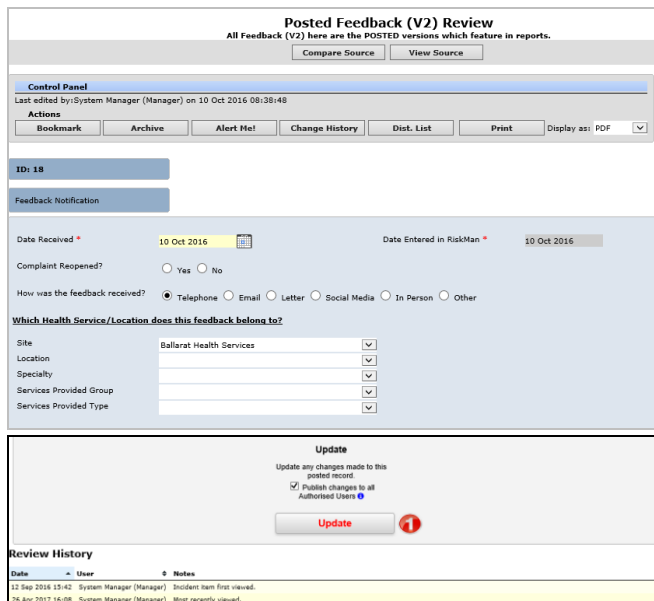 Posted Feedback (V2) Review
All Feedback (V2) here are the POSTED versions which feature in reports.
Compare Source View Source
Control Panel
Last edited by:System Manager (Manager) on 10 Oct 2016 08:38:48
Actions
Bookmark Archive Alert Me! Change History Dist. List Print Display as: PDF
ID: 18
Feedback Notification
Date Received * 10 Oct 2016 Date Entered in RiskMan * 10 Oct 2016
Complaint Reopened? Yes No
How was the feedback received? Telephone Email Letter Social Media In Person Other
Which Health Service/Location does this feedback belong to?
Site Ballarat Health Services
Location
Specialty
Services Provided Group
Services Provided Type
Update
Update any changes made to this
posted record.
Publish changes to all
Authorised Users i
Update 1
Review History
Date User Notes
12 Sep 2016 15:42 System Manager (Manager) Incident item first viewed.
26 Apr 2017 16:08 System Manager (Manager) Most recently viewed.